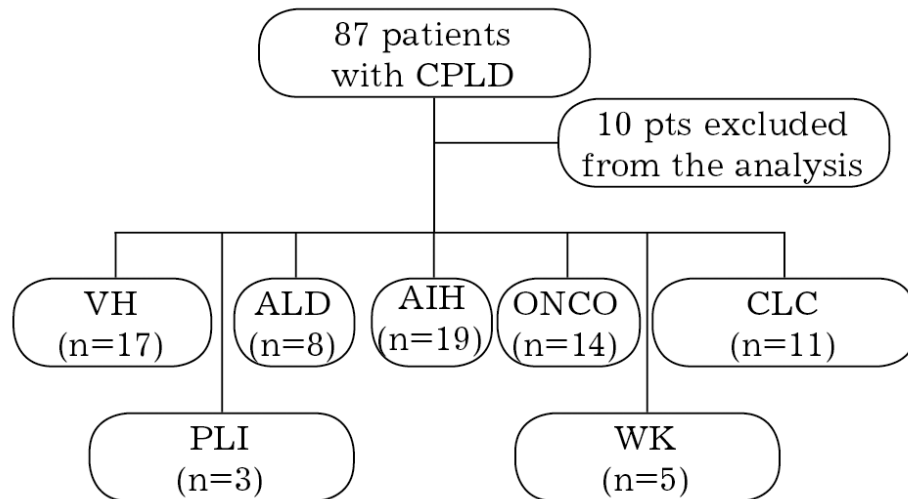 87 patients
with CPLD
10 pts excluded
from the analysis
VH
(n=17)
ALD
(n=8)
AIH
(n=19)
ONCO
(n=14)
CLC
(n=11)
PLI
(n=3)
WK
(n=5)